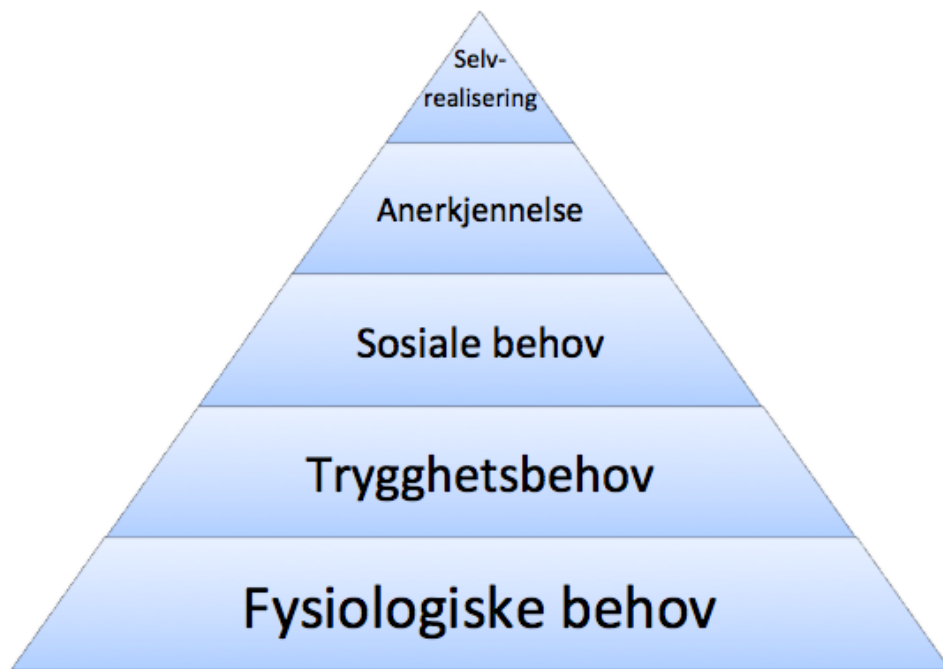 Selv-
realisering
Anerkjennelse
Sosiale behov
Trygghetsbehov
Fysiologiske behov